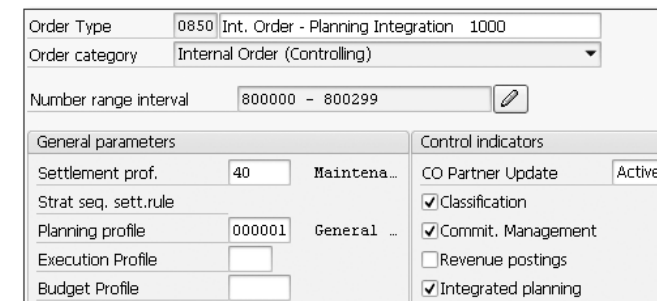 Order Type 0850 Int. Order - Planning Integration 1000
Order category Internal Order (Controlling)
Number range interval 800000 - 800299
General parameters
Settlement prof. 40 Maintena…
Strat seq. sett.rule
Planning profile 000001 General …
Execution Profile
Budget Profile
Control indicators
CO Partner Update Active
Classification
Commit. Management
Revenue postings
Integrated planning